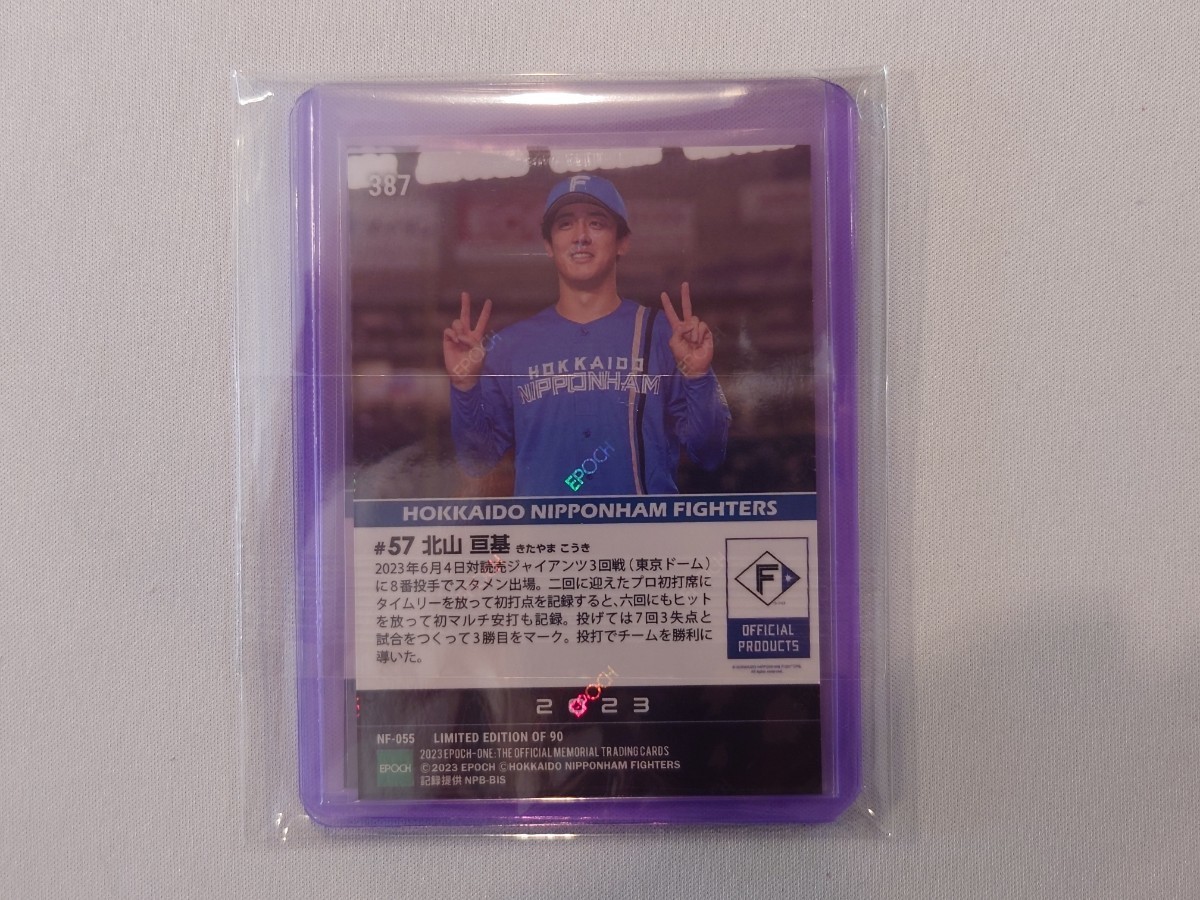 387
F
HOKKAIDO
NIPPONHAM
EPOCH
EPOCH
HOKKAIDO NIPPONHAM FIGHTERS
#57 北山 亘基 きたやま こうき
2023年6月4日対読売ジャイアンツ3回戦(東京ドーム)
に8番投手でスタメン出場。二回に迎えたプロ初打席に
タイムリーを放って初打点を記録すると、六回にもヒット
を放って初マルチ安打も記録。投げては7回3失点と
試合をつくって3勝目をマーク。投打でチームを勝利に
導いた。
F
OFFICIAL
PRODUCTS
EPOCH
2023
NF-055 LIMITED EDITION OF 90
2023 EPOCH-ONE:THE OFFICIAL MEMORIAL TRADING CARDS
EPOCH
©2023 EPOCH ©HOKKAIDO NIPPONHAM FIGHTERS
記録提供 NPB-BIS